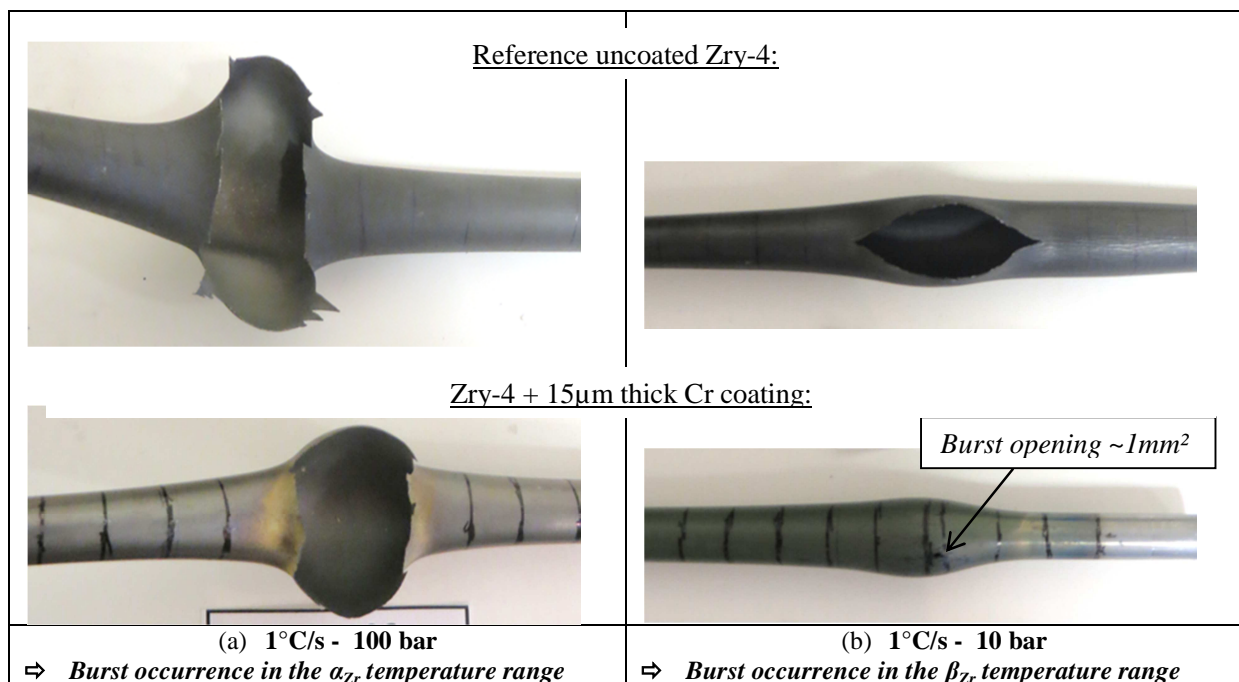 Reference uncoated Zry-4:
Zry-4 + 15µm thick Cr coating:
Burst opening ~1mm²
(a) 1°C/s - 100 bar
⇨ Burst occurrence in the αZr temperature range
(b) 1°C/s - 10 bar
⇨ Burst occurrence in the βZr temperature range